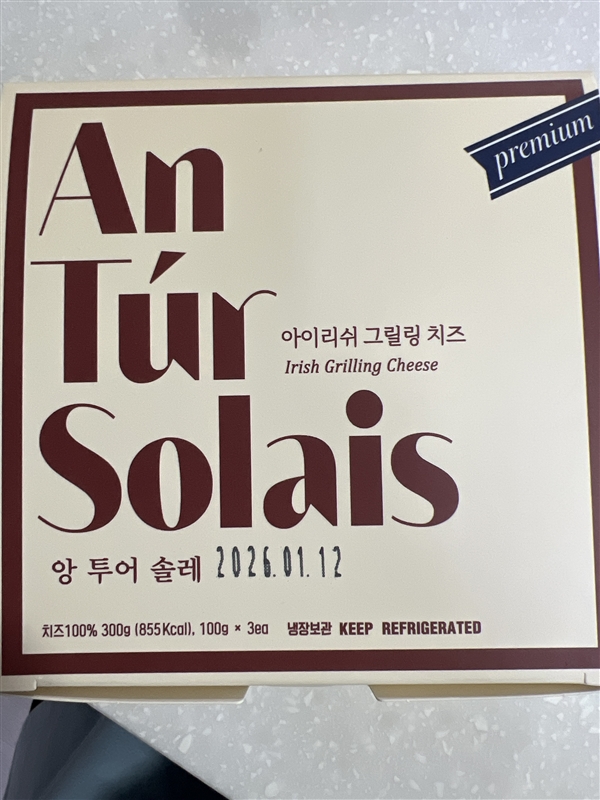 premium
An
Túr
아이리쉬 그릴링 치즈
Irish Grilling Cheese
Solais
앙 투어 솔레 2026.01.12
치즈100% 300g (855Kcal), 100g × 3ea 냉장보관 KEEP REFRIGERATED